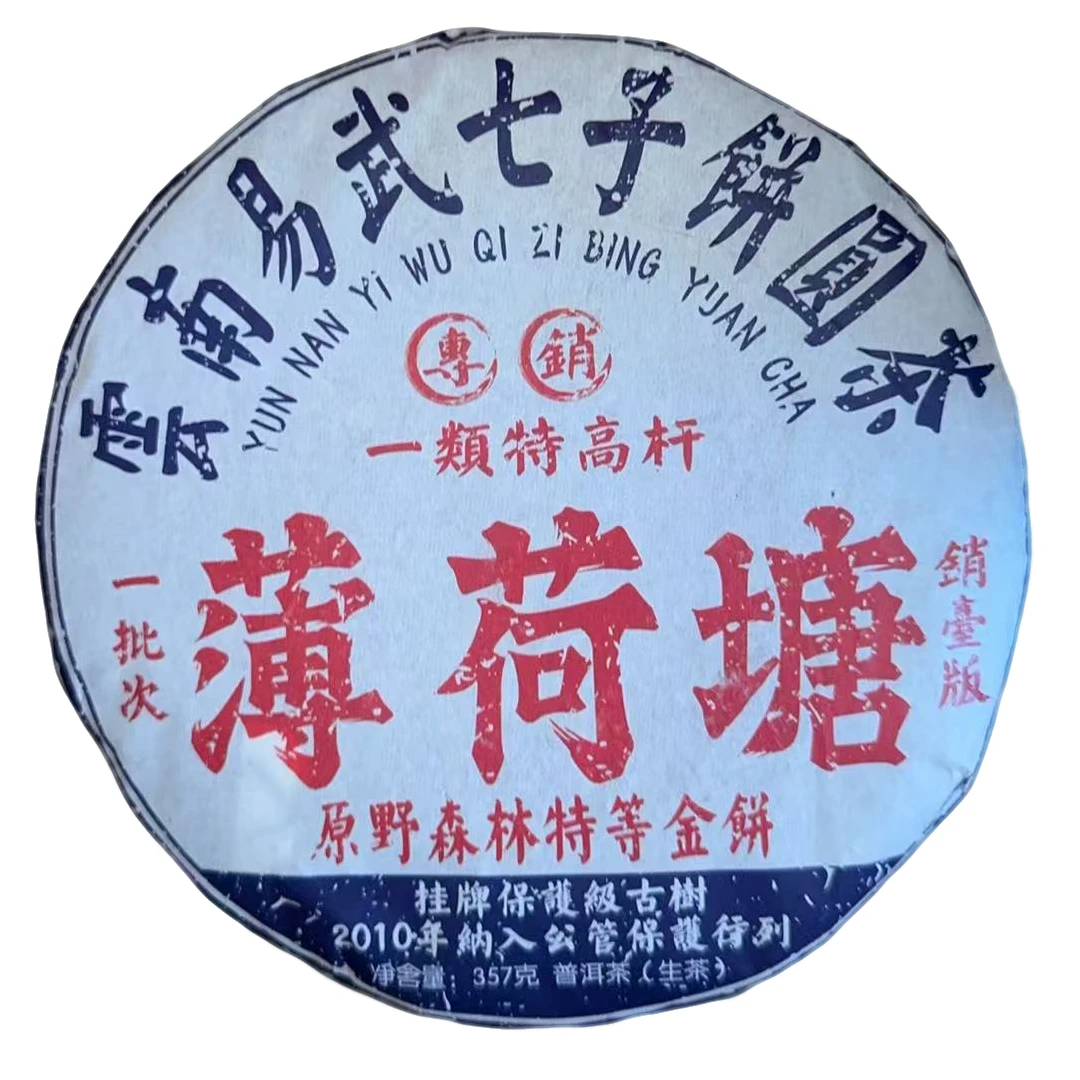 雲南易武七子餅圓茶
YUN NAN YI WU QI ZI BING YUAN CHA
專銷
一類特高杆
一批次
薄荷塘
銷臺版
原野森林特等金餅
挂牌保護級古樹
2010年納入公管保護行列
净含量：357克 普洱茶（生茶）